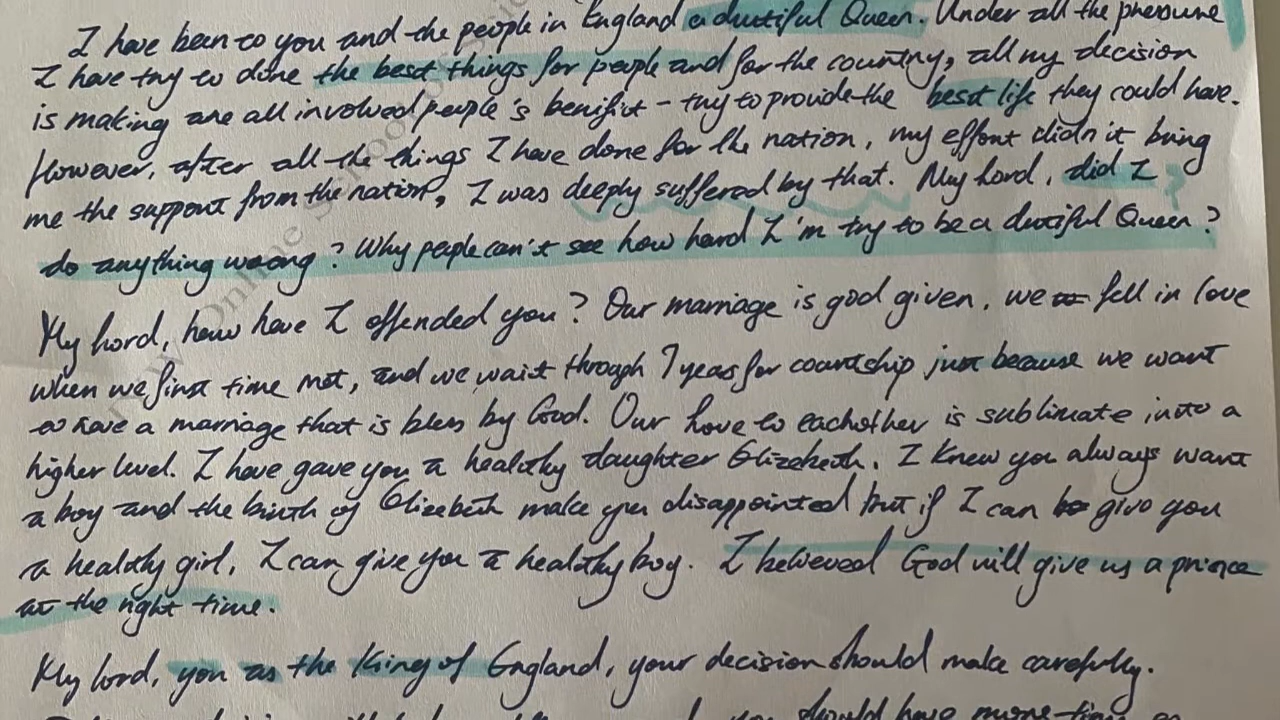 I have been to you and the people in England a dutiful Queen. Under all the pressure
I have try to done the best things for people and for the country, all my decision
is making are all involved people's benifit - try to provide the best life they could have.
However, after all the things I have done for the nation, my effort didn't bring
me the support from the nation, I was deeply suffered by that. My Lord, did I ?
do anything wrong? Why people can't see how hard I'm try to be a dutiful Queen?
My Lord, how have I offended you? Our marriage is god given, we fell in love
when we first time met, and we wait through 7 years for courtship just because we want
to have a marriage that is bless by God. Our Love to eachother is sublimate into a
higher level. I have gave you a healthy daughter Elizebeth. I knew you always want
a boy and the birth of Elizebeth make you disappointed but if I can give you
a healthy girl, I can give you a healthy boy. I believed God will give us a prince
at the right time.
My lord, you as the King of England, your decision should make carefully.
you should have more time
Online School